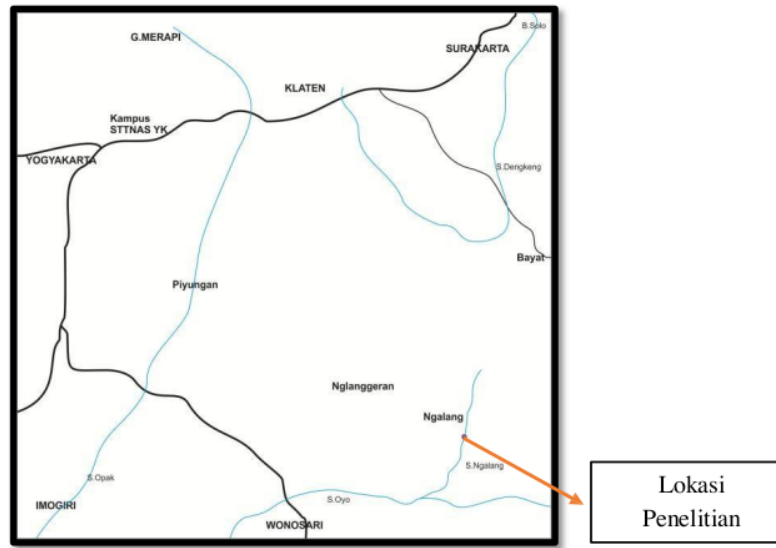 G.MERAPI
B.Solo
SURAKARTA
KLATEN
Kampus
STTNAS YK
YOGYAKARTA
S.Dengkeng
Bayat
Piyungan
Nglanggeran
Ngalang
S.Ngalang
S.Opak
S.Oyo
IMOGIRI
WONOSARI
Lokasi
Penelitian